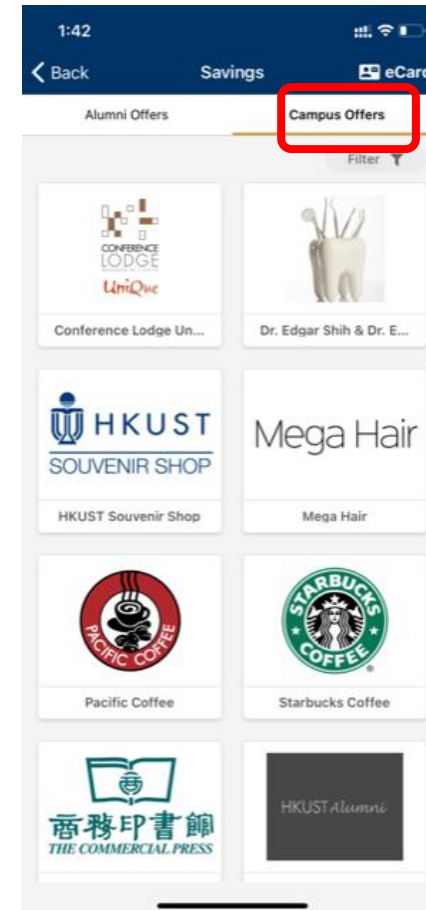 1:42
Back Savings eCard
Alumni Offers Campus Offers
Filter
CONFERENCE
LODGE
UniQue
Conference Lodge Un...
Dr. Edgar Shih & Dr. E...
HKUST
SOUVENIR SHOP
HKUST Souvenir Shop
Mega Hair
Mega Hair
PACIFIC COFFEE
Pacific Coffee
STARBUCKS COFFEE
Starbucks Coffee
商務印書館
THE COMMERCIAL PRESS
HKUST Alumni